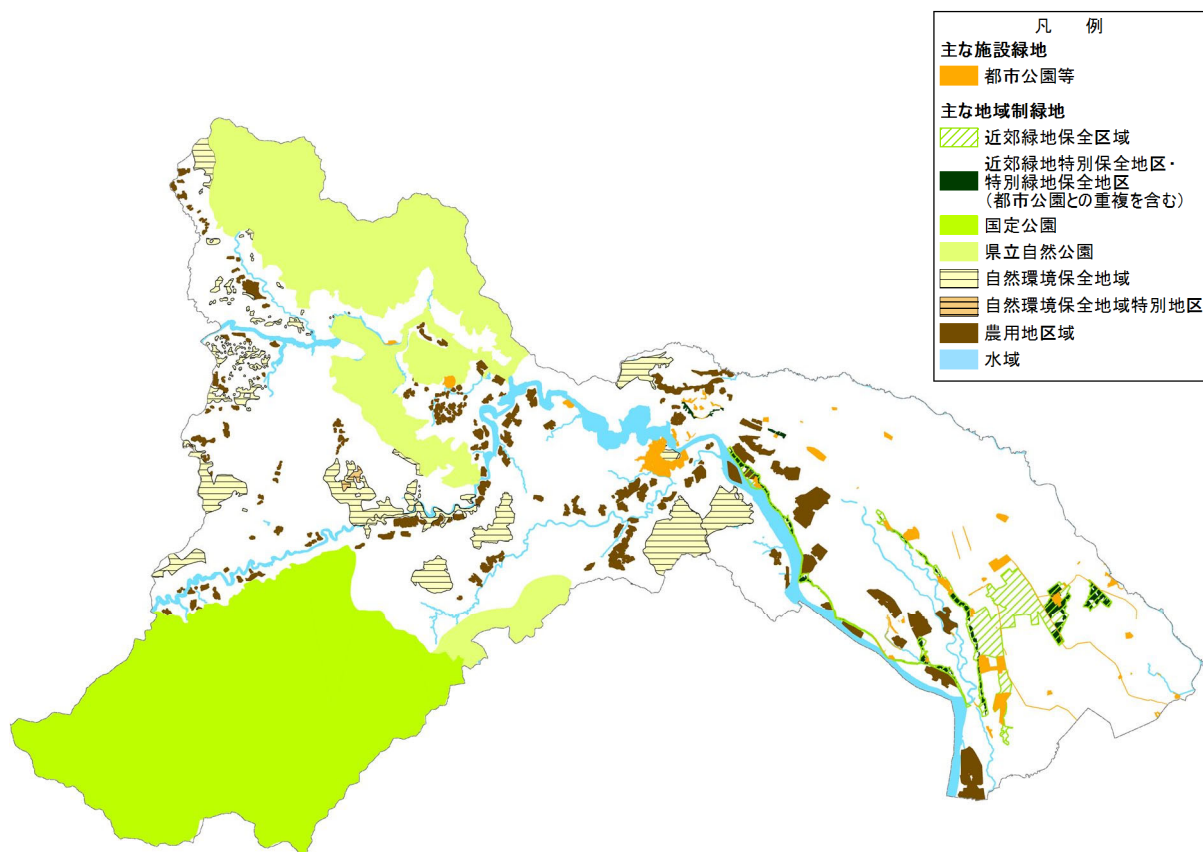 凡　例
主な施設緑地
都市公園等
主な地域制緑地
近郊緑地保全区域
近郊緑地特別保全地区・
特別緑地保全地区
（都市公園との重複を含む）
国定公園
県立自然公園
自然環境保全地域
自然環境保全地域特別地区
農用地区域
水域